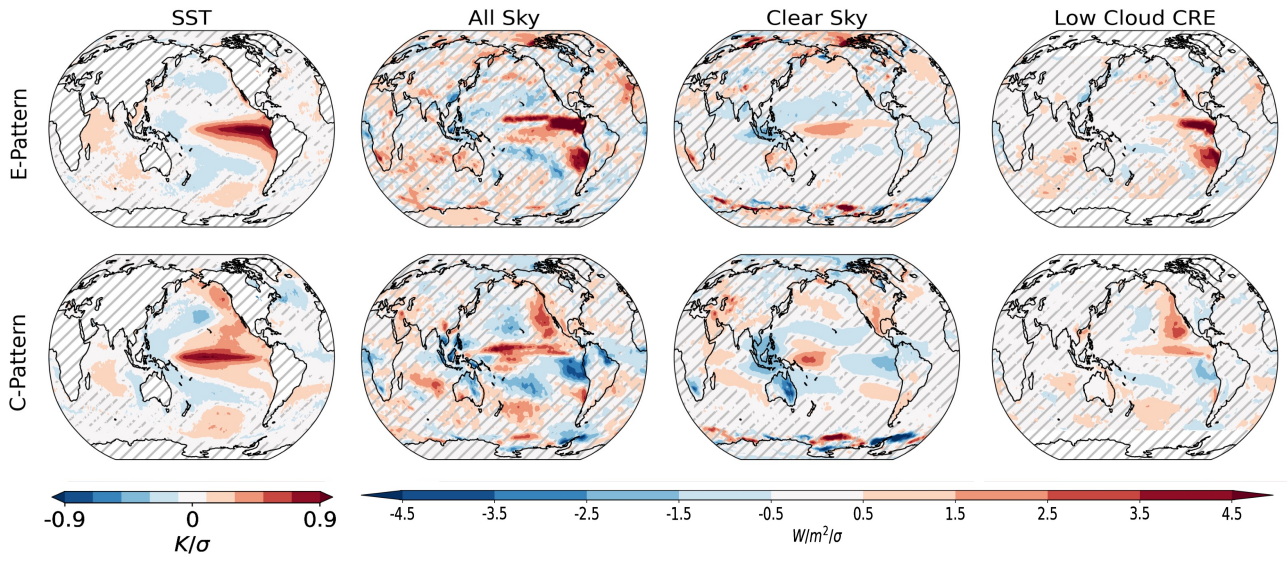 SST
All Sky
Clear Sky
Low Cloud CRE
E-Pattern
C-Pattern
-0.9 0 0.9
K/σ
-4.5 -3.5 -2.5 -1.5 -0.5 0.5 1.5 2.5 3.5 4.5
W/m²/σ